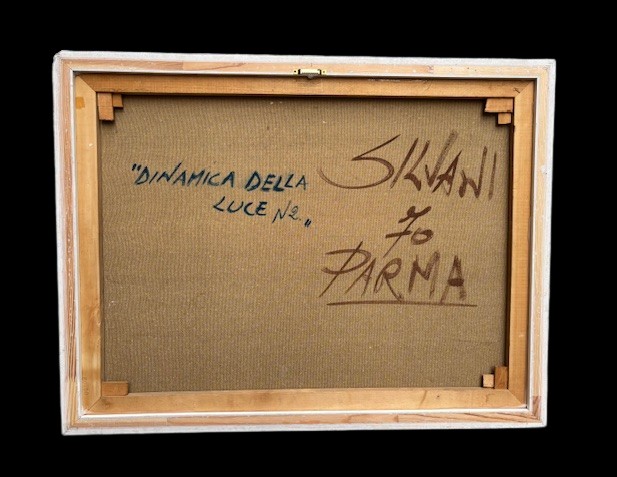 "DINAMICA DELLA
LUCE N2."
SILVANI
70
PARMA